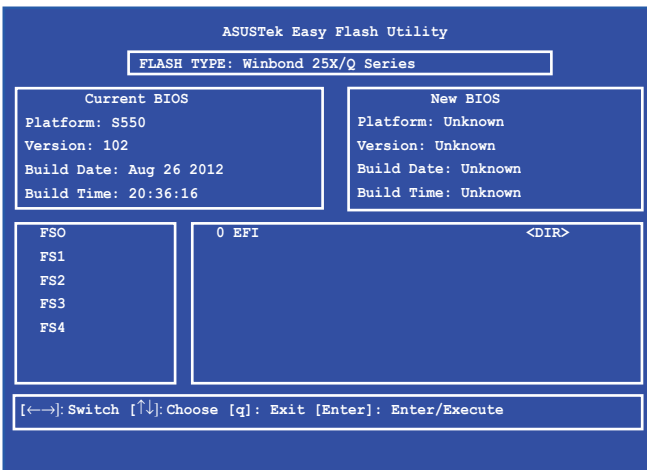 ASUSTek Easy Flash Utility
FLASH TYPE: Winbond 25X/Q Series
Current BIOS
Platform: S550
Version: 102
Build Date: Aug 26 2012
Build Time: 20:36:16
New BIOS
Platform: Unknown
Version: Unknown
Build Date: Unknown
Build Time: Unknown
FSO
FS1
FS2
FS3
FS4
0 EFI <DIR>
[←→]: Switch [↑↓]: Choose [q]: Exit [Enter]: Enter/Execute